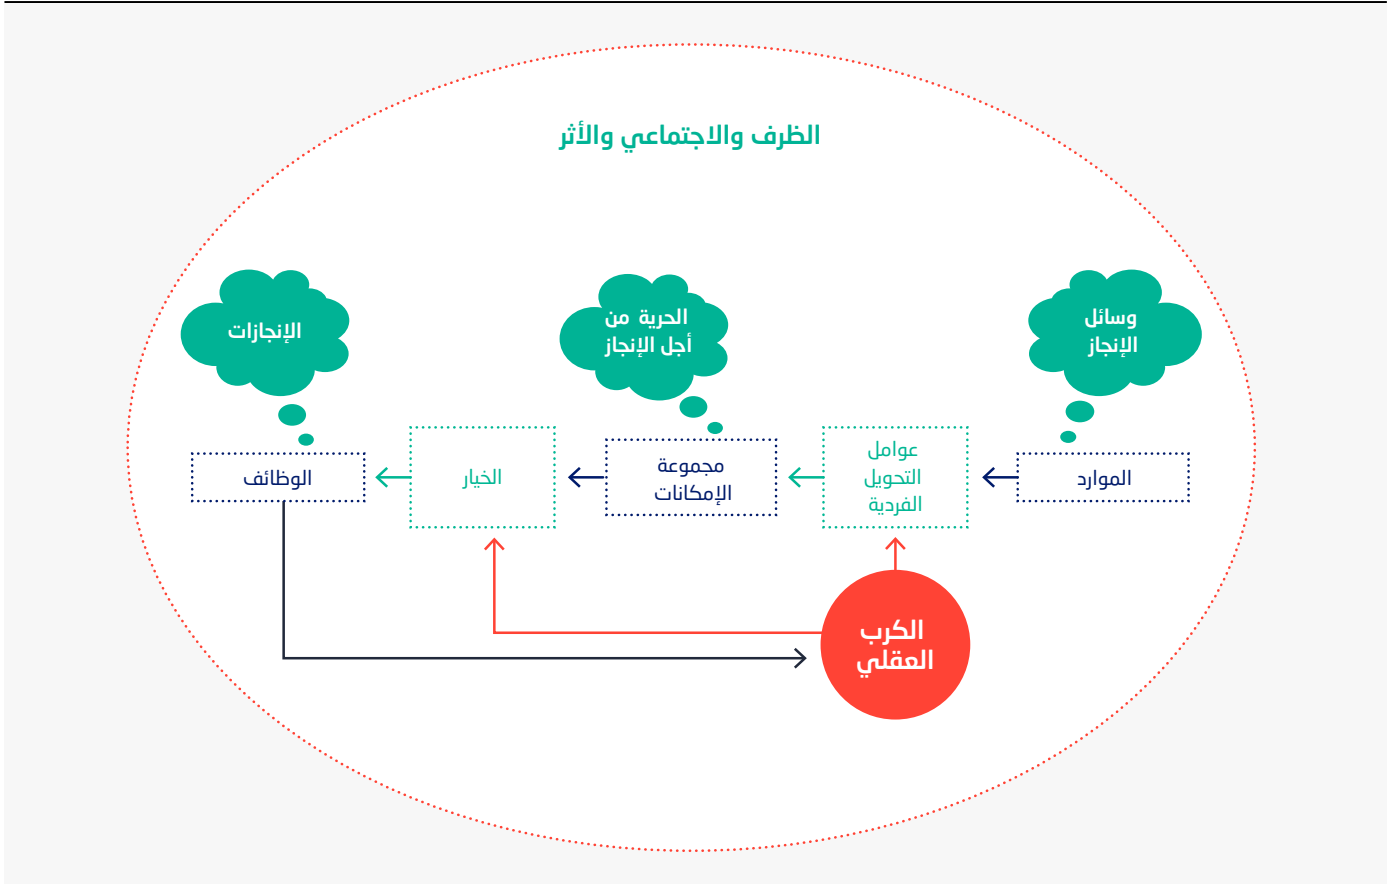 الظرف والاجتماعي والأثر
وسائل
الإنجاز
الحرية من
أجل الإنجاز
الإنجازات
الموارد
عوامل
التحويل
الفردية
مجموعة
الإمكانات
الخيار
الوظائف
الكرب
العقلي